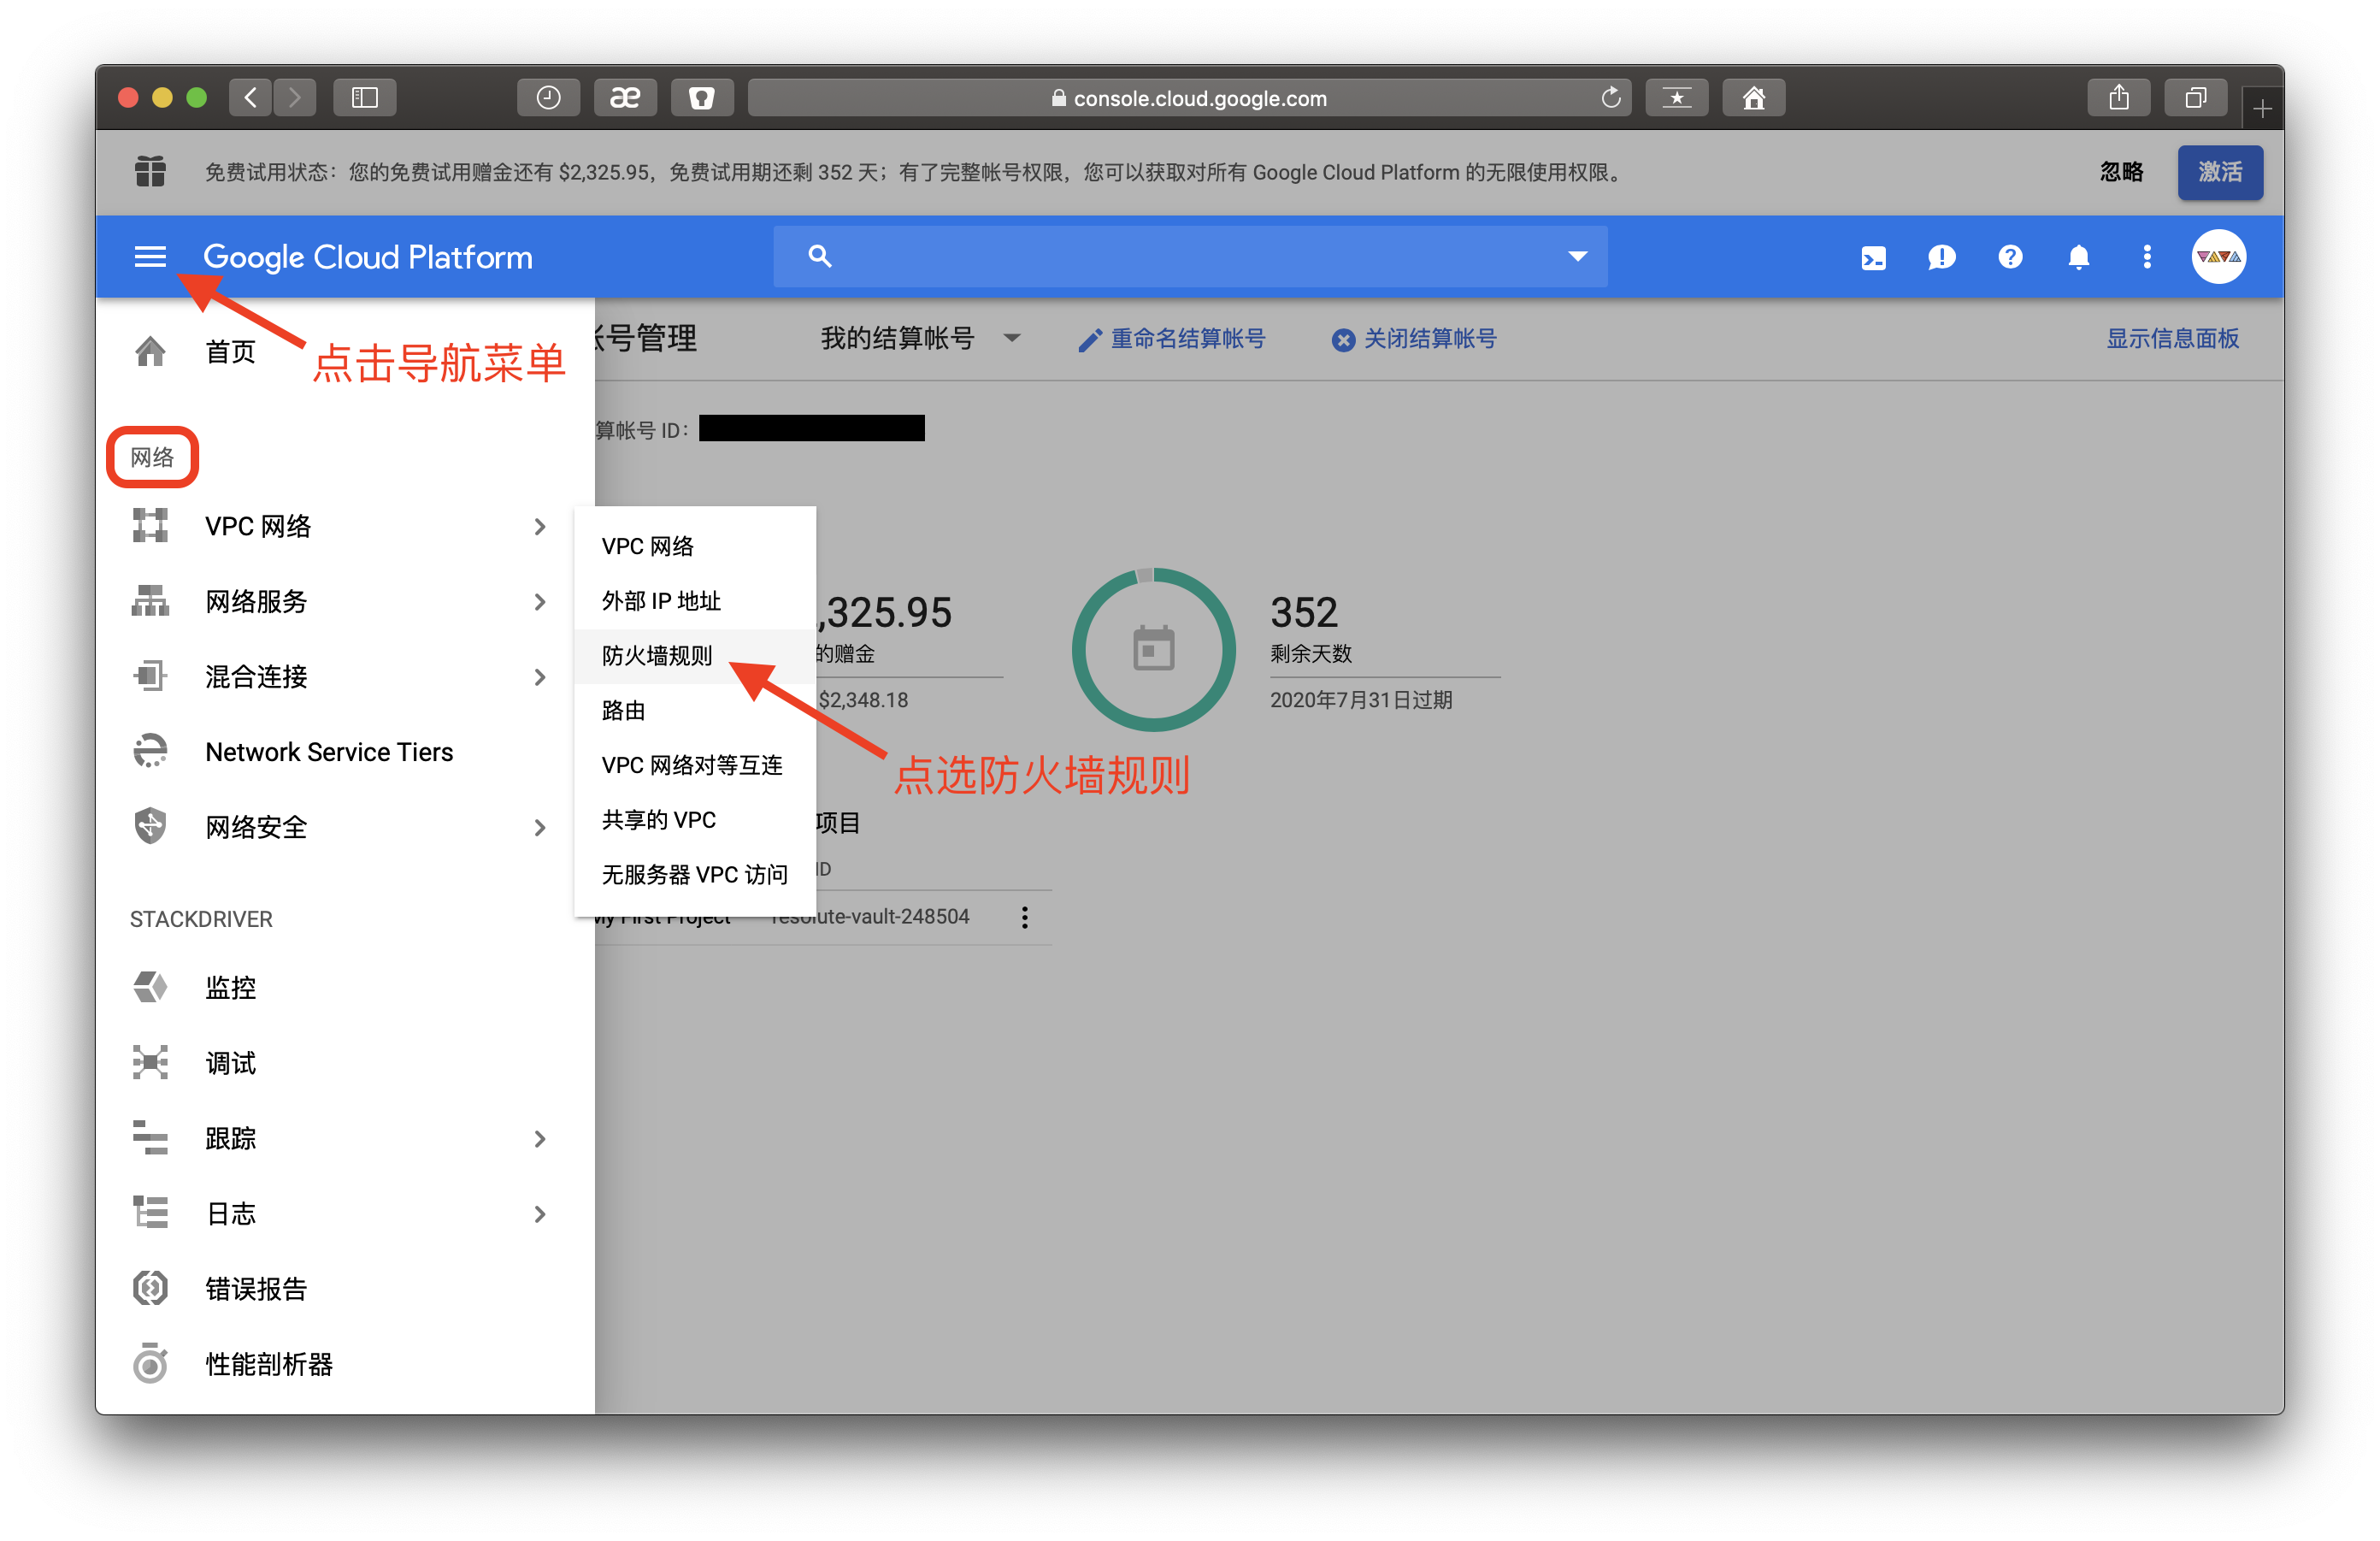 console.cloud.google.com
免费试用状态：您的免费试用赠金还有 $2,325.95，免费试用期还剩 352 天；有了完整帐号权限，您可以获取对所有 Google Cloud Platform 的无限使用权限。
忽略
激活
Google Cloud Platform
首页
点击导航菜单
号管理
我的结算帐号
重命名结算帐号
关闭结算帐号
显示信息面板
算帐号 ID：
网络
VPC 网络
网络服务
混合连接
Network Service Tiers
网络安全
VPC 网络
外部 IP 地址
防火墙规则
路由
VPC 网络对等互连
共享的 VPC
无服务器 VPC 访问
,325.95
的赠金
$2,348.18
352
剩余天数
2020年7月31日过期
点选防火墙规则
项目
ID
My First Project
resolute-vault-248504
STACKDRIVER
监控
调试
跟踪
日志
错误报告
性能剖析器